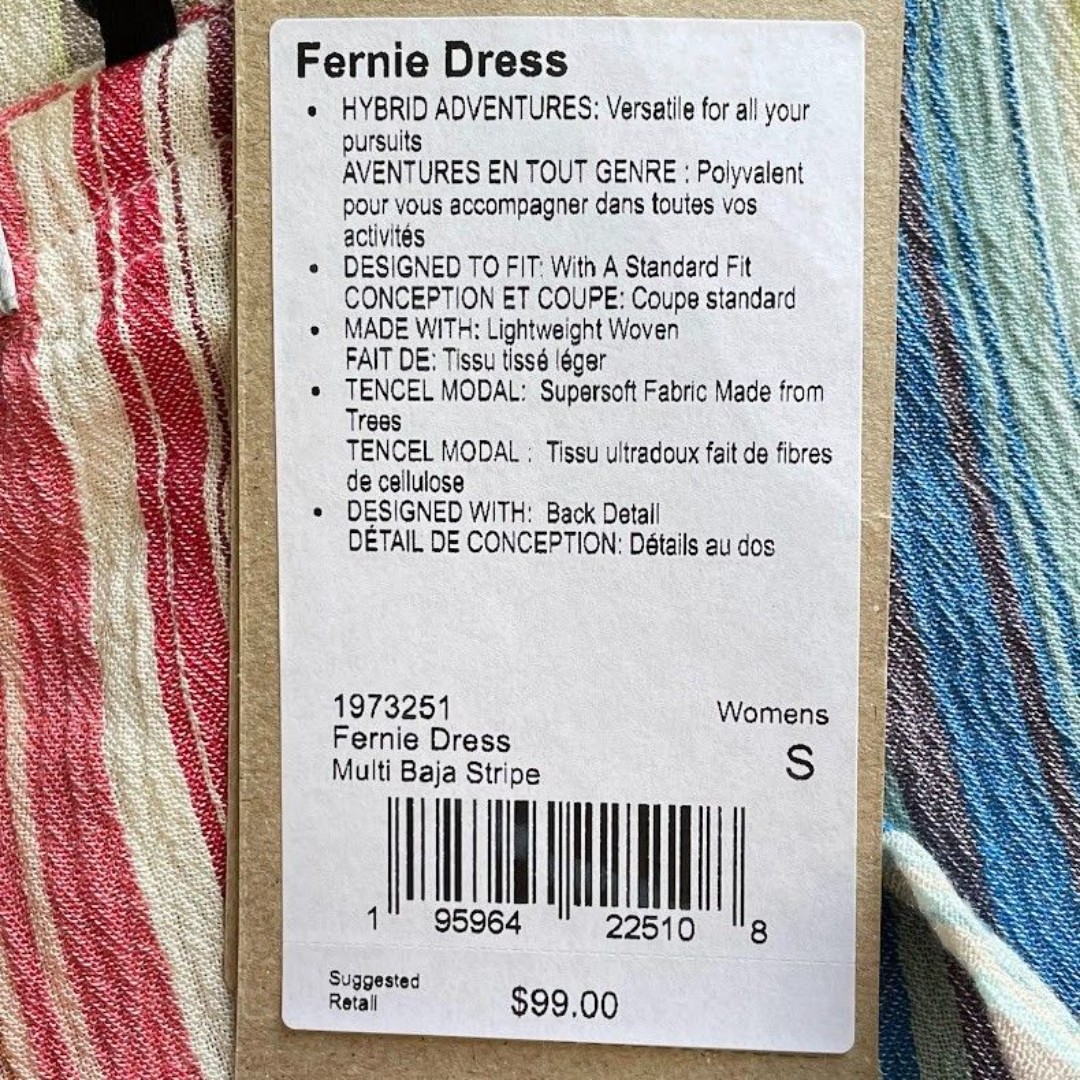 Fernie Dress
• HYBRID ADVENTURES: Versatile for all your
pursuits
AVENTURES EN TOUT GENRE : Polyvalent
pour vous accompagner dans toutes vos
activités
• DESIGNED TO FIT: With A Standard Fit
CONCEPTION ET COUPE: Coupe standard
• MADE WITH: Lightweight Woven
FAIT DE: Tissu tissé léger
• TENCEL MODAL: Supersoft Fabric Made from
Trees
TENCEL MODAL : Tissu ultradoux fait de fibres
de cellulose
• DESIGNED WITH: Back Detail
DÉTAIL DE CONCEPTION: Détails au dos
1973251
Womens
Fernie Dress
S
Multi Baja Stripe
1 95964 22510 8
Suggested
Retail
$99.00